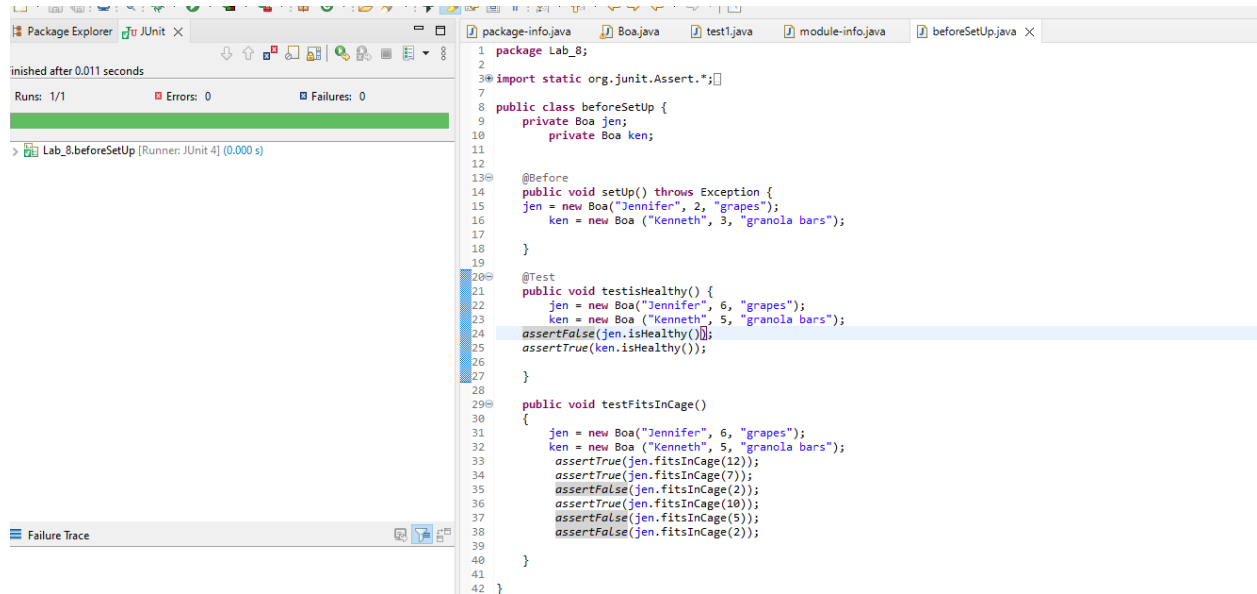 Package Explorer JUnit
inished after 0.011 seconds
Runs: 1/1 Errors: 0 Failures: 0
Lab_8.beforeSetUp [Runner: JUnit 4] (0.000 s)
Failure Trace
package-info.java Boa.java test1.java module-info.java beforeSetUp.java
1 package Lab_8;
2
3 import static org.junit.Assert.*;
7
8 public class beforeSetUp {
9 private Boa jen;
10 private Boa ken;
11
12
13 @Before
14 public void setUp() throws Exception {
15 jen = new Boa("Jennifer", 2, "grapes");
16 ken = new Boa ("Kenneth", 3, "granola bars");
17
18 }
19
20 @Test
21 public void testisHealthy() {
22 jen = new Boa("Jennifer", 6, "grapes");
23 ken = new Boa ("Kenneth", 5, "granola bars");
24 assertFalse(jen.isHealthy());
25 assertTrue(ken.isHealthy());
26
27 }
28
29 public void testFitsInCage()
30 {
31 jen = new Boa("Jennifer", 6, "grapes");
32 ken = new Boa ("Kenneth", 5, "granola bars");
33 assertTrue(jen.fitsInCage(12));
34 assertTrue(jen.fitsInCage(7));
35 assertFalse(jen.fitsInCage(2));
36 assertTrue(jen.fitsInCage(10));
37 assertFalse(jen.fitsInCage(5));
38 assertFalse(jen.fitsInCage(2));
39
40 }
41
42 }